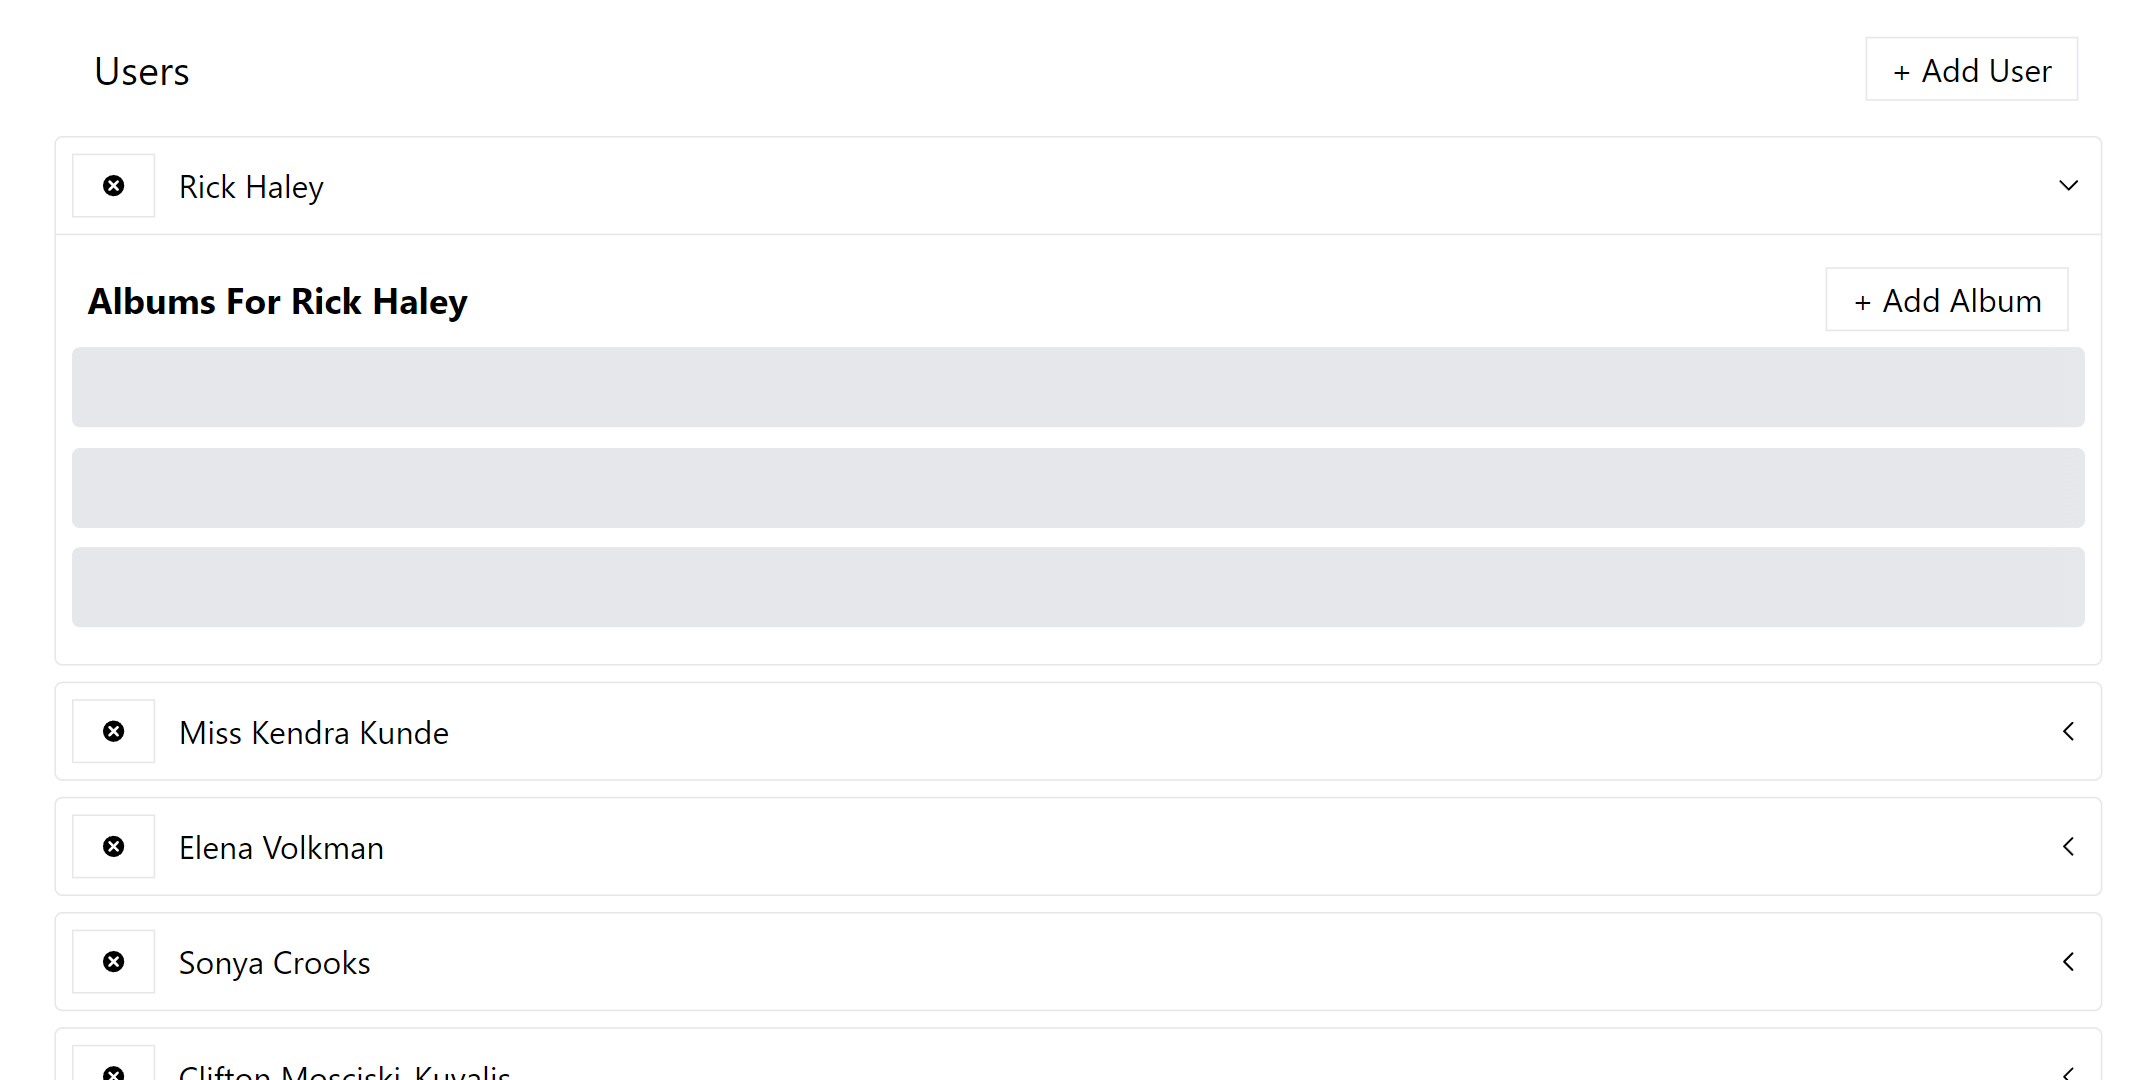 Users
+ Add User
Rick Haley
Albums For Rick Haley
+ Add Album
Miss Kendra Kunde
Elena Volkman
Sonya Crooks
Clifton Mosciski-Kuvalis